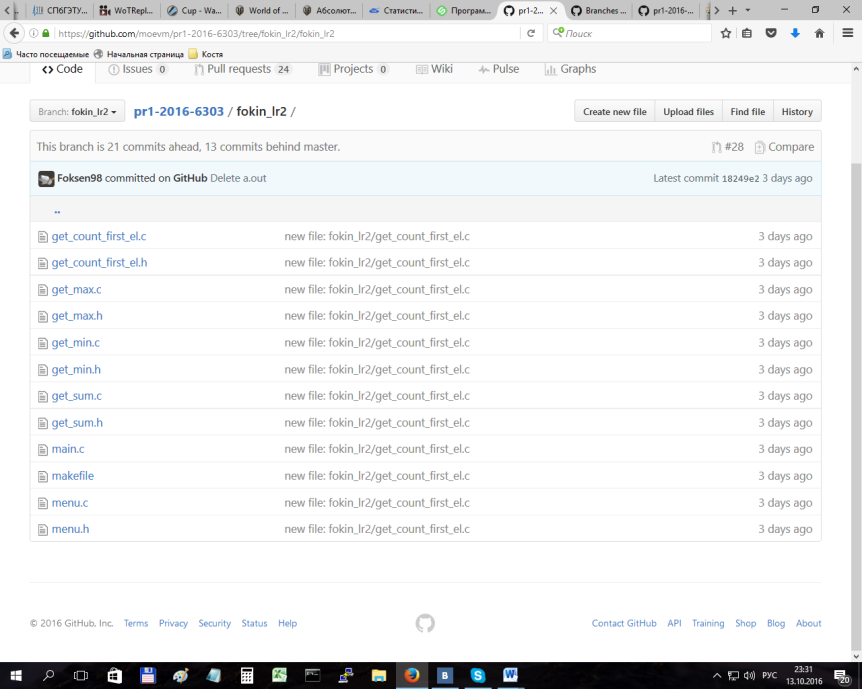 СПбГЭТУ... WoTRepl... Cup - Wa... World of ... Абсолют... Статисти... Програм... pr1-2... Branches ... pr1-2016-...
https://github.com/moevm/pr1-2016-6303/tree/fokin_lr2/fokin_lr2 Поиск
Часто посещаемые Начальная страница Костя
Code Issues 0 Pull requests 24 Projects 0 Wiki Pulse Graphs
Branch: fokin_lr2 pr1-2016-6303 / fokin_lr2 / Create new file Upload files Find file History
This branch is 21 commits ahead, 13 commits behind master. #28 Compare
Foksen98 committed on GitHub Delete a.out Latest commit 18249e2 3 days ago
..
get_count_first_el.c new file: fokin_lr2/get_count_first_el.c 3 days ago
get_count_first_el.h new file: fokin_lr2/get_count_first_el.c 3 days ago
get_max.c new file: fokin_lr2/get_count_first_el.c 3 days ago
get_max.h new file: fokin_lr2/get_count_first_el.c 3 days ago
get_min.c new file: fokin_lr2/get_count_first_el.c 3 days ago
get_min.h new file: fokin_lr2/get_count_first_el.c 3 days ago
get_sum.c new file: fokin_lr2/get_count_first_el.c 3 days ago
get_sum.h new file: fokin_lr2/get_count_first_el.c 3 days ago
main.c new file: fokin_lr2/get_count_first_el.c 3 days ago
makefile new file: fokin_lr2/get_count_first_el.c 3 days ago
menu.c new file: fokin_lr2/get_count_first_el.c 3 days ago
menu.h new file: fokin_lr2/get_count_first_el.c 3 days ago
© 2016 GitHub, Inc. Terms Privacy Security Status Help Contact GitHub API Training Shop Blog About
РУС 23:31
13.10.2016 20